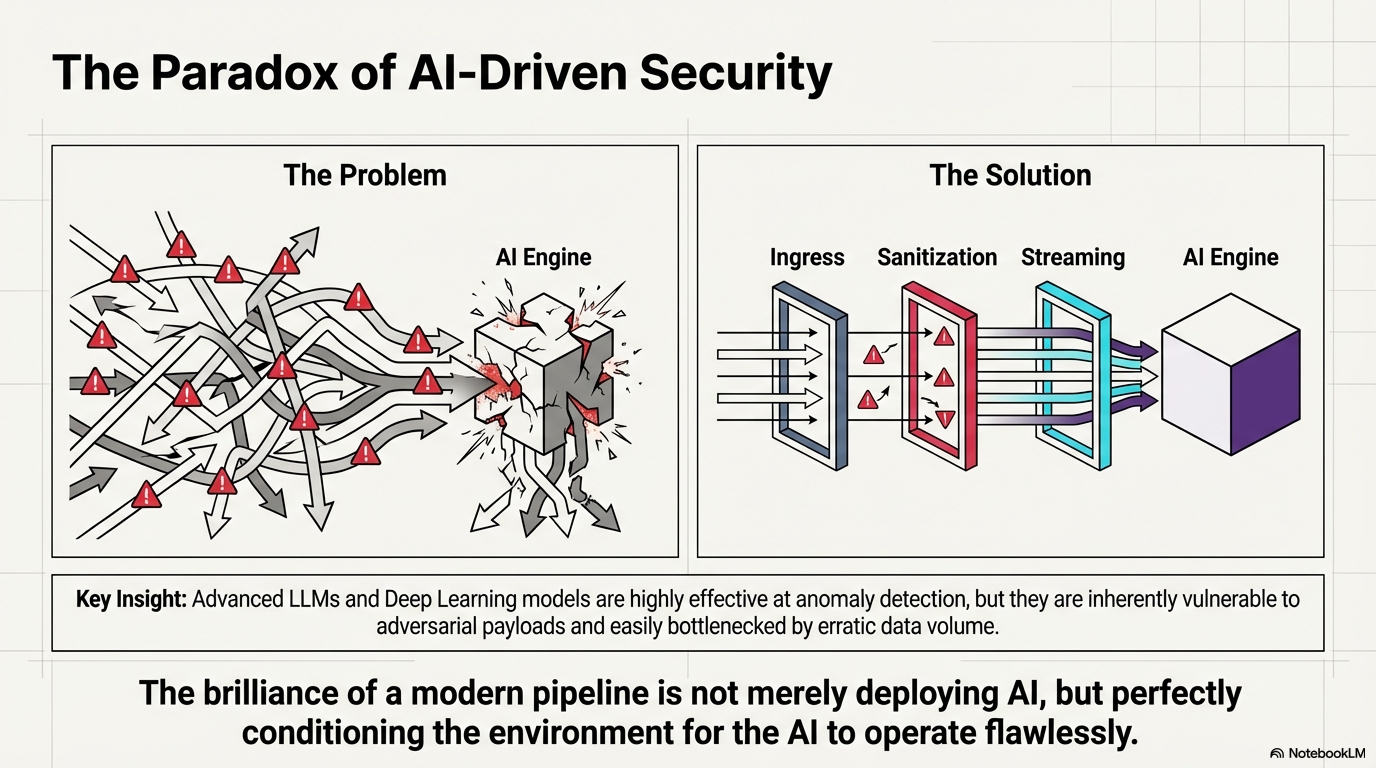 The Paradox of AI-Driven Security
The Problem
AI Engine
The Solution
Ingress
Sanitization
Streaming
AI Engine
Key Insight: Advanced LLMs and Deep Learning models are highly effective at anomaly detection, but they are inherently vulnerable to
adversarial payloads and easily bottlenecked by erratic data volume.
The brilliance of a modern pipeline is not merely deploying AI, but perfectly
conditioning the environment for the AI to operate flawlessly.
NotebookLM